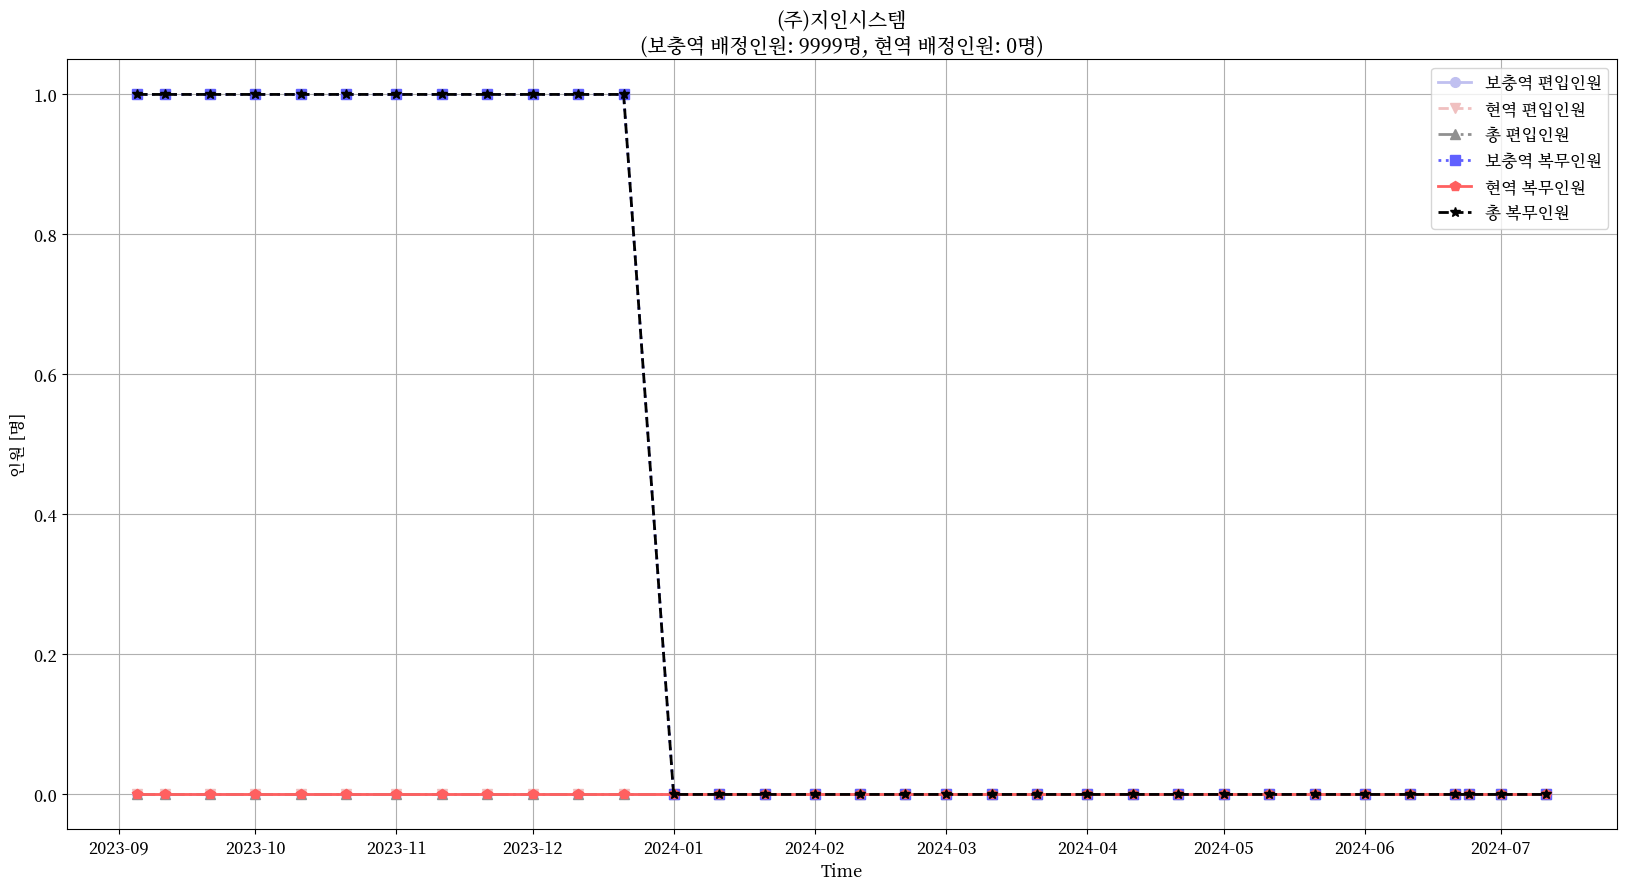 (주)지인시스템
(보충역 배정인원: 9999명, 현역 배정인원: 0명)
보충역 편입인원
현역 편입인원
총 편입인원
보충역 복무인원
현역 복무인원
총 복무인원
인원 [명]
1.0
0.8
0.6
0.4
0.2
0.0
2023-09 2023-10 2023-11 2023-12 2024-01 2024-02 2024-03 2024-04 2024-05 2024-06 2024-07
Time